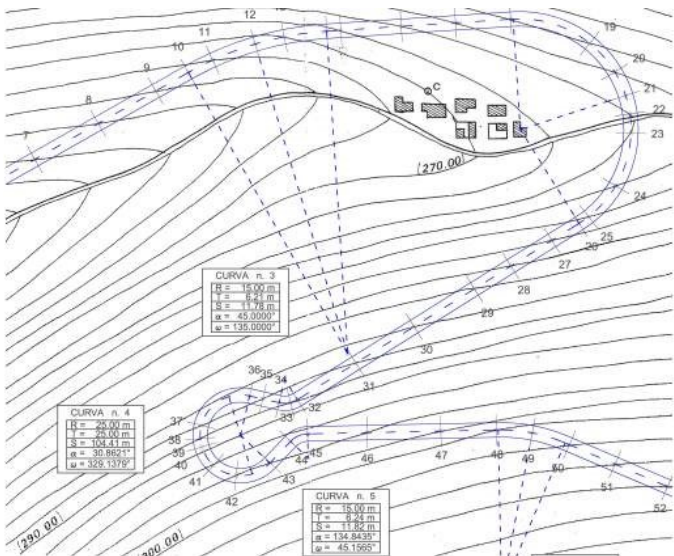 12
11
10
9
8
7
19
20
21
22
23
C
(270.00)
24
25
26
27
28
29
30
31
CURVA n. 3
R = 15.00 m
T = 6.21 m
S = 11.78 m
α = 45.0000°
ω = 135.0000°
36
35
34
33
32
37
38
39
40
41
42
43
44
45
46
47
48
49
50
51
52
CURVA n. 4
R = 25.00 m
T = 25.00 m
S = 104.41 m
α = 30.8621°
ω = 329.1379°
CURVA n. 5
R = 15.00 m
T = 6.24 m
S = 11.82 m
α = 134.8435°
ω = 45.1565°
(290.00)
300.00)